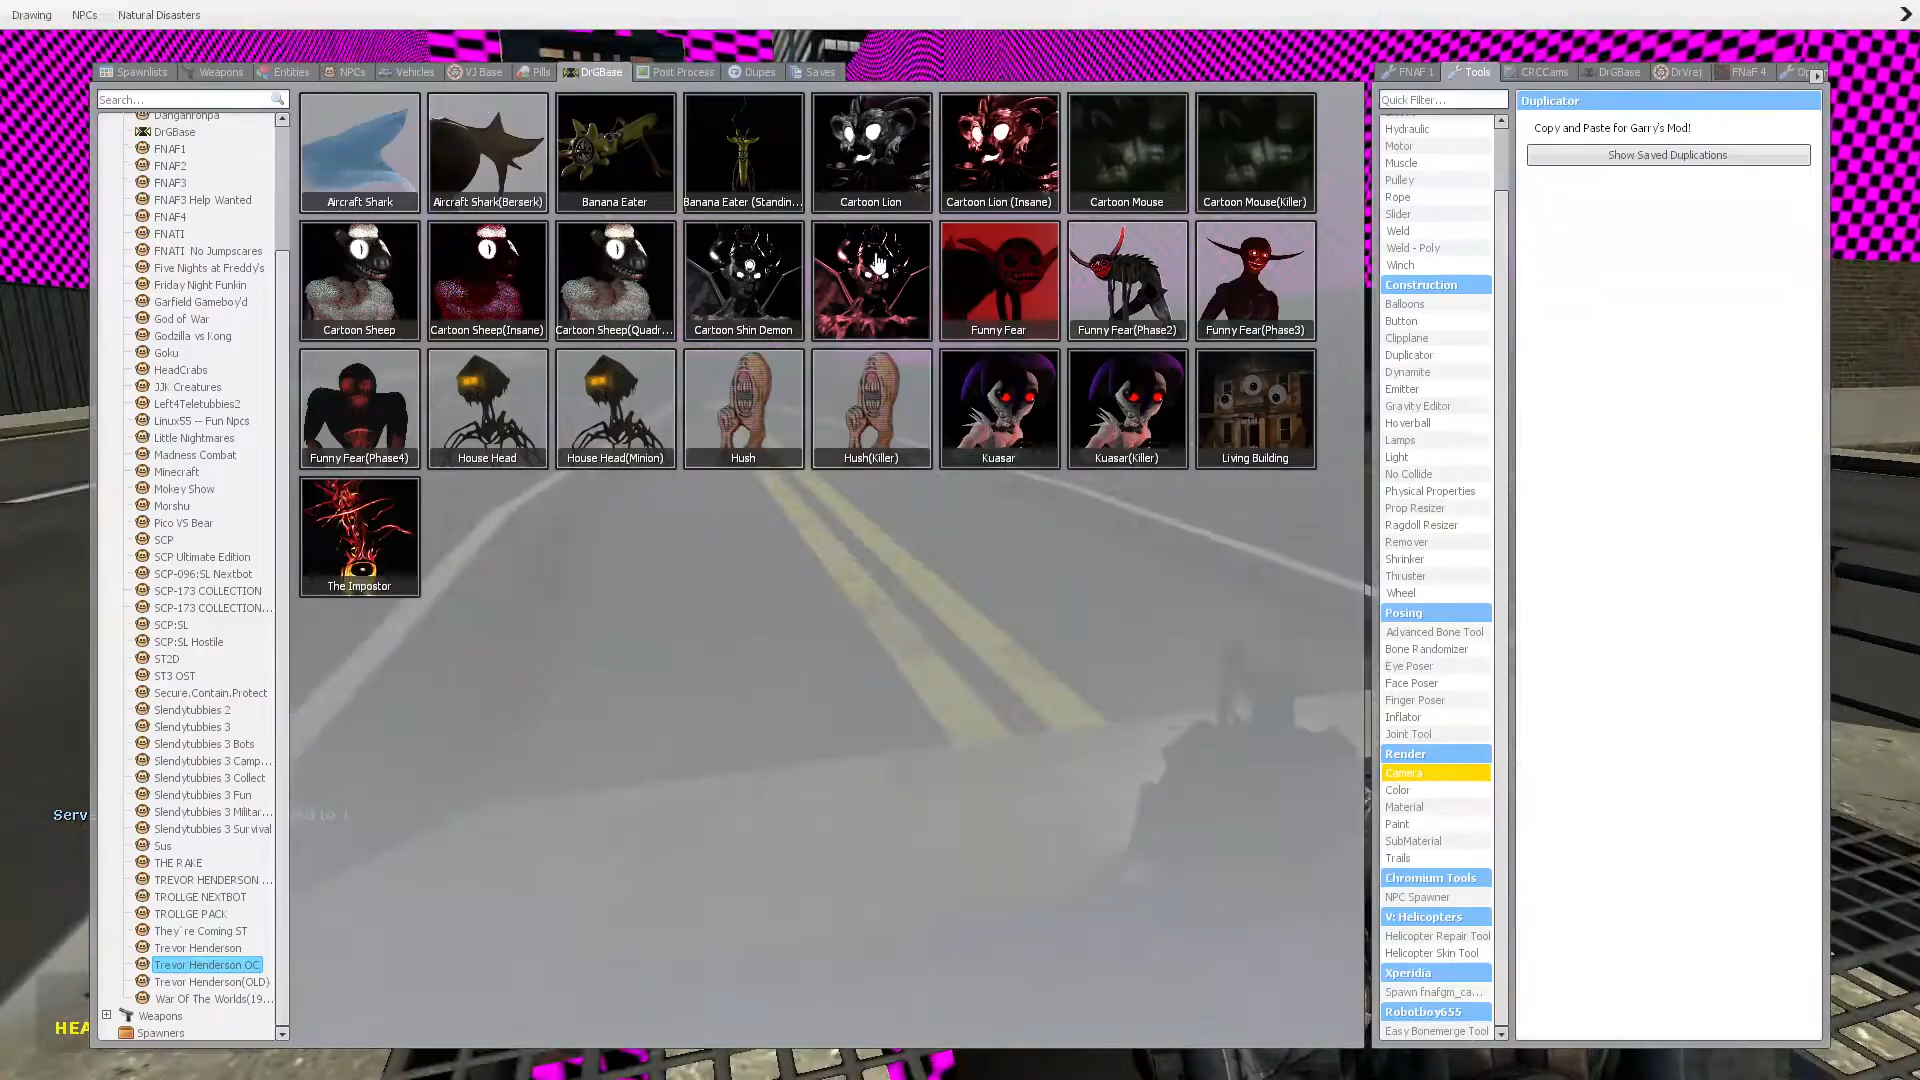 Drawing
NPCs
Natural Disasters
Spawnlists
Weapons
Entities
NPCs
Vehicles
VJ Base
Pills
DrGBase
Post Process
Dupes
Saves
Search...
Danganronpa
DrGBase
FNAF1
FNAF2
FNAF3
FNAF3 Help Wanted
FNAF4
FNATI
FNATI No Jumpscares
Five Nights at Freddy's
Friday Night Funkin
Garfield Gameboy'd
God of War
Godzilla vs Kong
Goku
HeadCrabs
JJK Creatures
Left4Teletubbies2
Linux55 -- Fun Npcs
Little Nightmares
Madness Combat
Minecraft
Mokey Show
Morshu
Pico VS Bear
SCP
SCP Ultimate Edition
SCP-096:SL Nextbot
SCP-173 COLLECTION
SCP-173 COLLECTION...
SCP:SL
SCP:SL Hostile
ST2D
ST3 OST
Secure.Contain.Protect
Slendytubbies 2
Slendytubbies 3
Slendytubbies 3 Bots
Slendytubbies 3 Camp...
Slendytubbies 3 Collect
Slendytubbies 3 Fun
Slendytubbies 3 Militar...
Slendytubbies 3 Survival
Sus
THE RAKE
TREVOR HENDERSON ...
TROLLGE NEXTBOT
TROLLGE PACK
They`re Coming ST
Trevor Henderson
Trevor Henderson OC
Trevor Henderson(OLD)
War Of The Worlds(19...
Weapons
Spawners
Serv
HEA
Aircraft Shark
Aircraft Shark(Berserk)
Banana Eater
Banana Eater (Standin...
Cartoon Lion
Cartoon Lion (Insane)
Cartoon Mouse
Cartoon Mouse(Killer)
Cartoon Sheep
Cartoon Sheep(Insane)
Cartoon Sheep(Quadr...
Cartoon Shin Demon
Funny Fear
Funny Fear(Phase2)
Funny Fear(Phase3)
Funny Fear(Phase4)
House Head
House Head(Minion)
Hush
Hush(Killer)
Kuasar
Kuasar(Killer)
Living Building
The Impostor
FNAF 1
Tools
CRCCams
DrGBase
DrVrej
FNaF 4
Quick Filter...
Hydraulic
Motor
Muscle
Pulley
Rope
Slider
Weld
Weld - Poly
Winch
Construction
Balloons
Button
Clipplane
Duplicator
Dynamite
Emitter
Gravity Editor
Hoverball
Lamps
Light
No Collide
Physical Properties
Prop Resizer
Ragdoll Resizer
Remover
Shrinker
Thruster
Wheel
Posing
Advanced Bone Tool
Bone Randomizer
Eye Poser
Face Poser
Finger Poser
Inflator
Joint Tool
Render
Camera
Color
Material
Paint
SubMaterial
Trails
Chromium Tools
NPC Spawner
V: Helicopters
Helicopter Repair Tool
Helicopter Skin Tool
Xperidia
Spawn fnafgm_ca...
Robotboy655
Easy Bonemerge Tool
Duplicator
Copy and Paste for Garry's Mod!
Show Saved Duplications